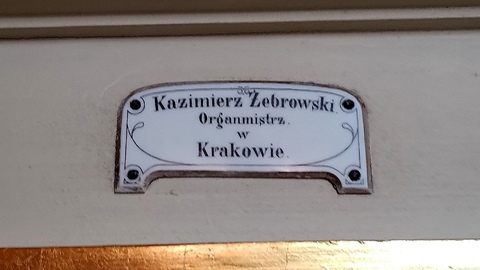 Kazimierz Żebrowski.
Organmistrz.
w
Krakowie.